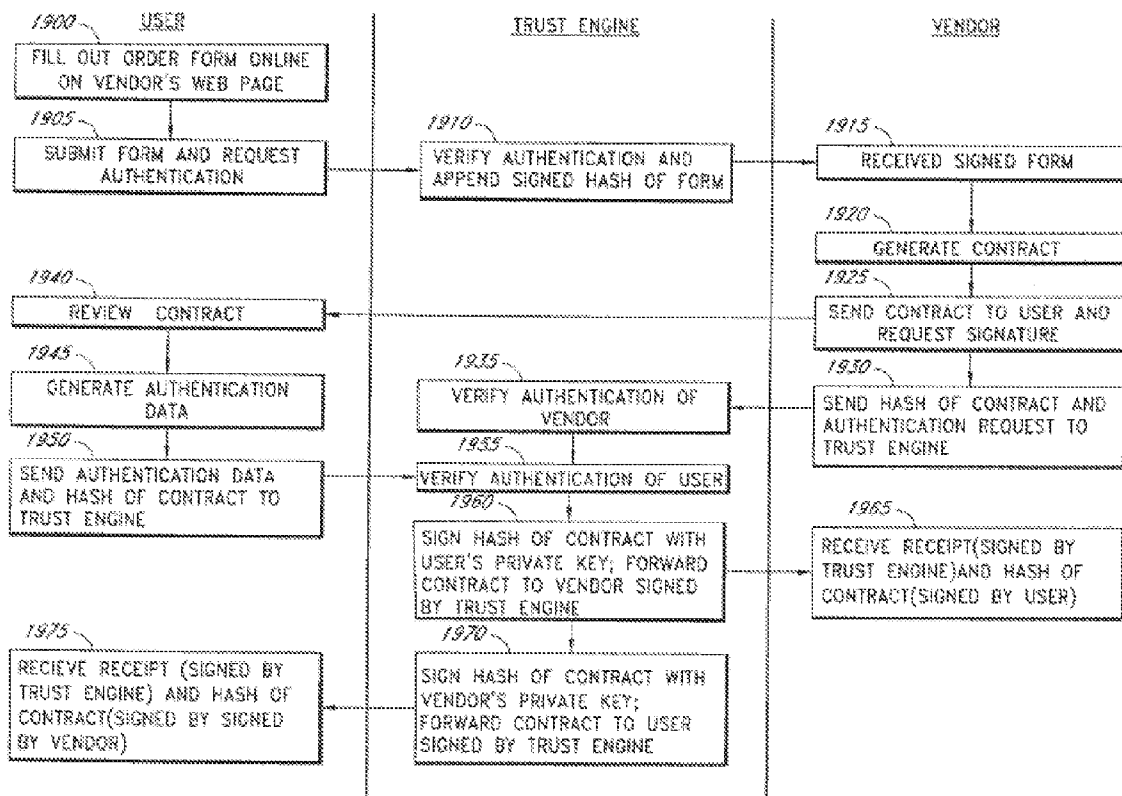 USER
TRUST ENGINE
VENDOR
1900
FILL OUT ORDER FORM ONLINE
ON VENDOR'S WEB PAGE
1905
SUBMIT FORM AND REQUEST
AUTHENTICATION
1910
VERIFY AUTHENTICATION AND
APPEND SIGNED HASH OF FORM
1915
RECEIVED SIGNED FORM
1920
GENERATE CONTRACT
1925
SEND CONTRACT TO USER AND
REQUEST SIGNATURE
1940
REVIEW CONTRACT
1945
GENERATE AUTHENTICATION
DATA
1935
VERIFY AUTHENTICATION OF
VENDOR
1930
SEND HASH OF CONTRACT AND
AUTHENTICATION REQUEST TO
TRUST ENGINE
1950
SEND AUTHENTICATION DATA
AND HASH OF CONTRACT TO
TRUST ENGINE
1955
VERIFY AUTHENTICATION OF USER
1960
SIGN HASH OF CONTRACT WITH
USER'S PRIVATE KEY; FORWARD
CONTRACT TO VENDOR SIGNED
BY TRUST ENGINE
1965
RECEIVE RECEIPT(SIGNED BY
TRUST ENGINE)AND HASH OF
CONTRACT(SIGNED BY USER)
1975
RECIEVE RECEIPT (SIGNED BY
TRUST ENGINE) AND HASH OF
CONTRACT(SIGNED BY SIGNED
BY VENDOR)
1970
SIGN HASH OF CONTRACT WITH
VENDOR'S PRIVATE KEY;
FORWARD CONTRACT TO USER
SIGNED BY TRUST ENGINE